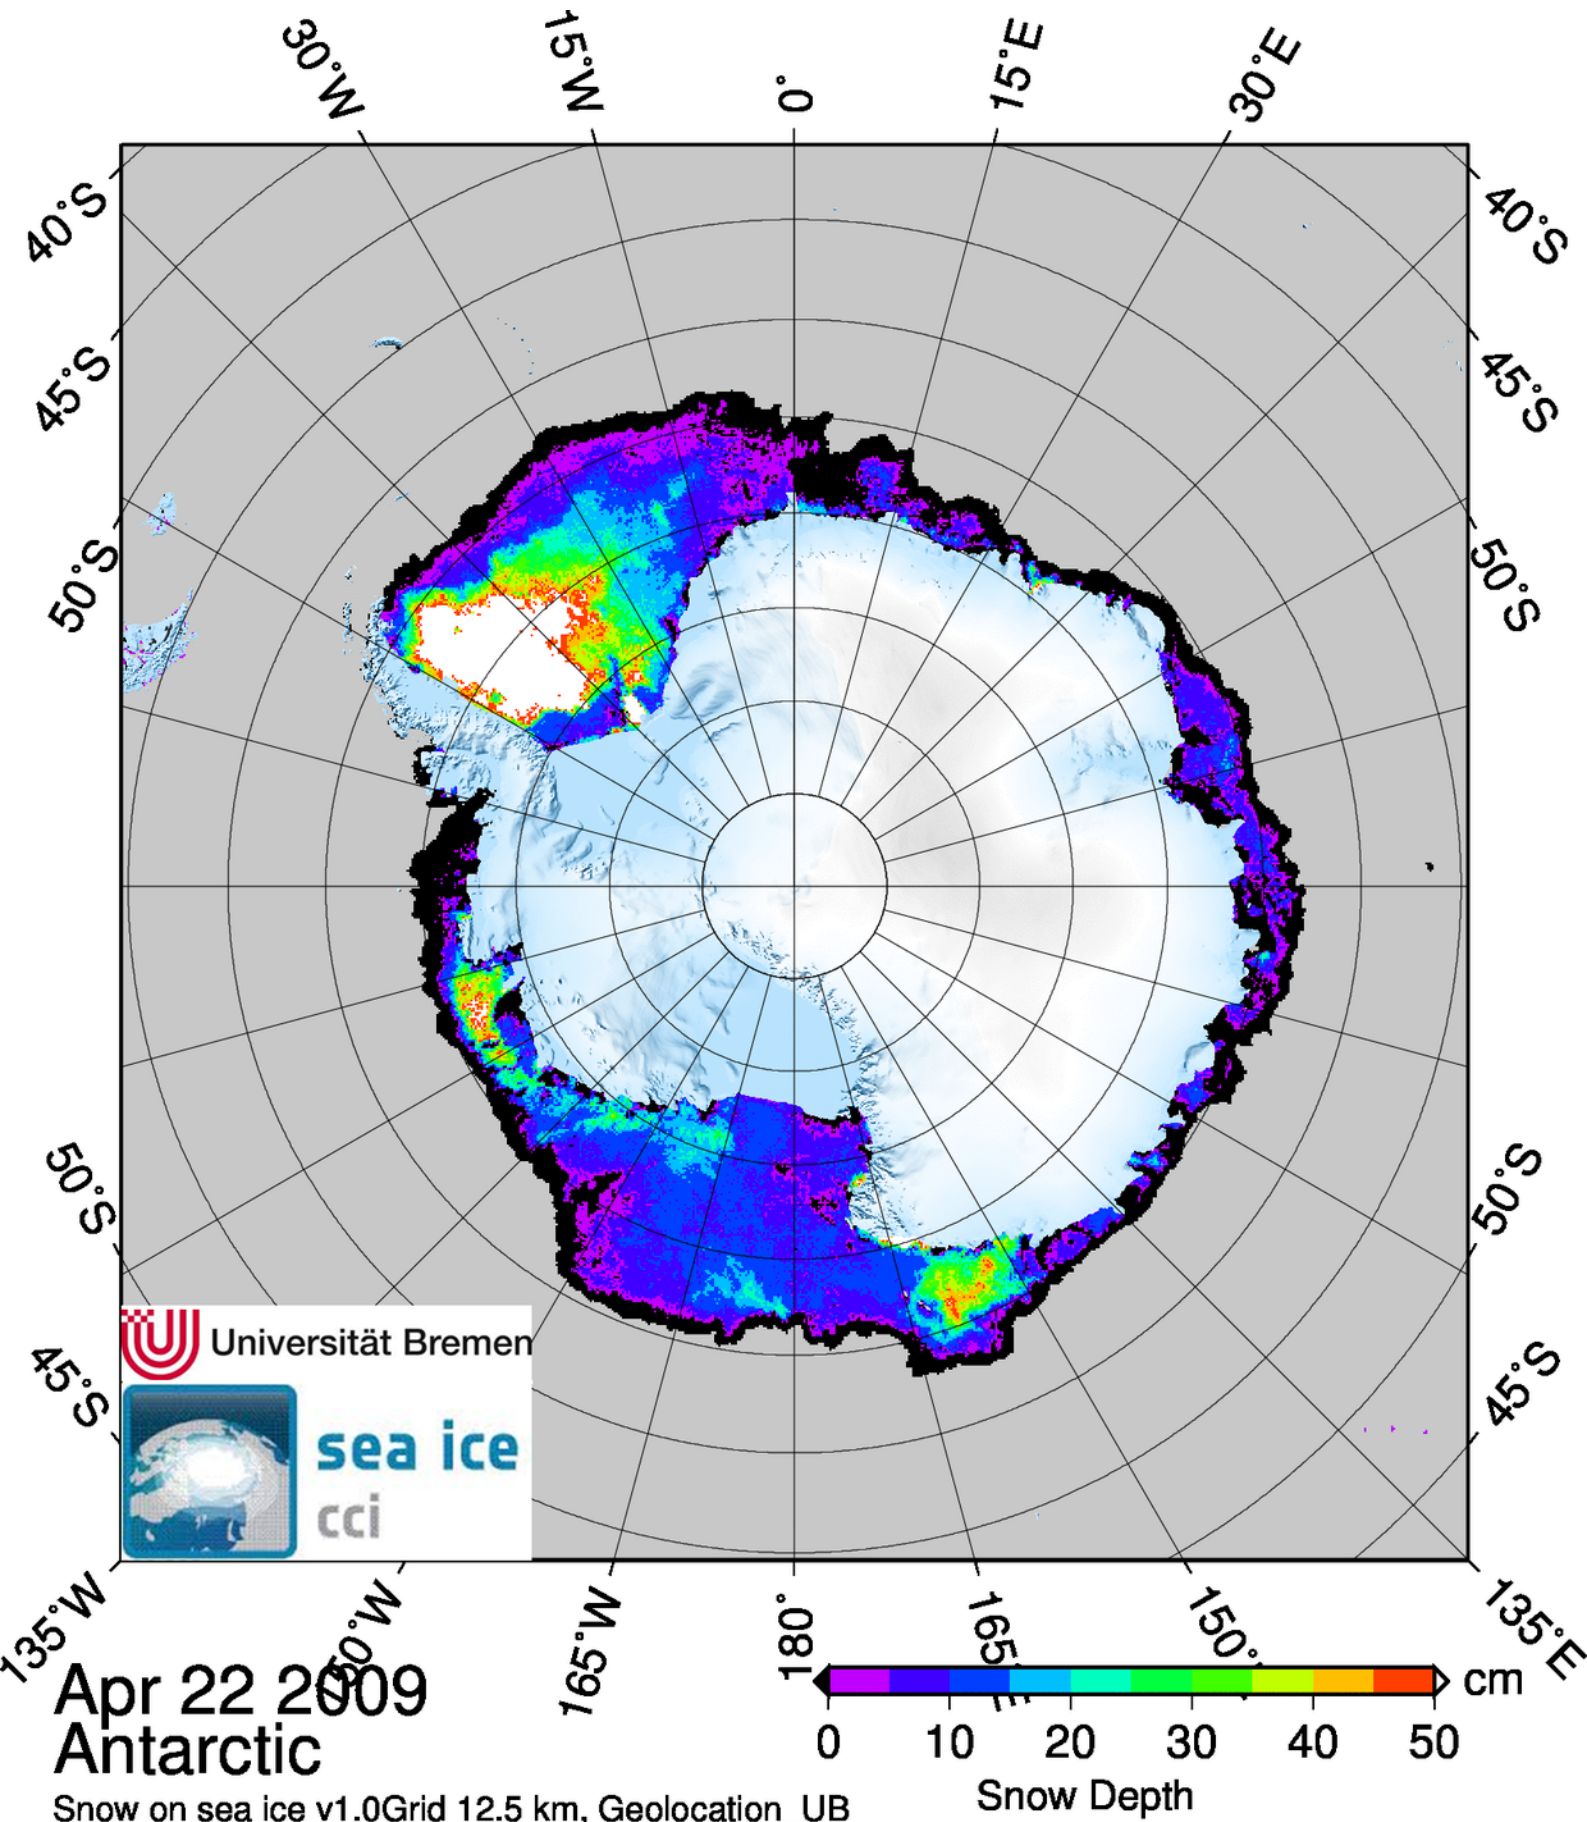 30°W 15°W 0° 15°E 30°E
40°S 40°S
45°S 45°S
50°S 50°S
50°S 50°S
45°S 45°S
Universität Bremen
sea ice
cci
135°W 165°W 180° 165°E 150° 135°E
Apr 22 2009
Antarctic
Snow on sea ice v1.0Grid 12.5 km, Geolocation UB
cm
0 10 20 30 40 50
Snow Depth